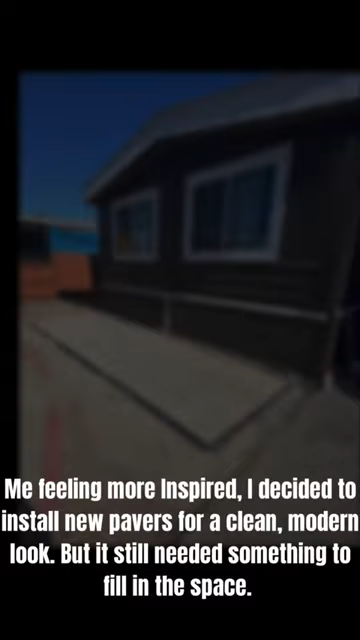 Me feeling more Inspired, I decided to
install new pavers for a clean, modern
look. But it still needed something to
fill in the space.